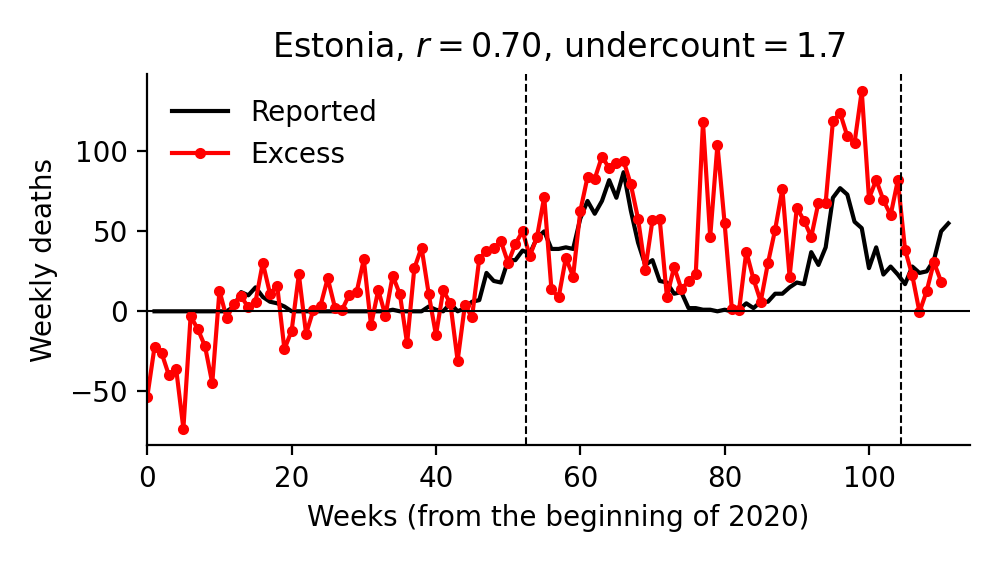 Estonia, r = 0.70, undercount = 1.7
Reported
Excess
Weekly deaths
100
50
0
−50
0 20 40 60 80 100
Weeks (from the beginning of 2020)